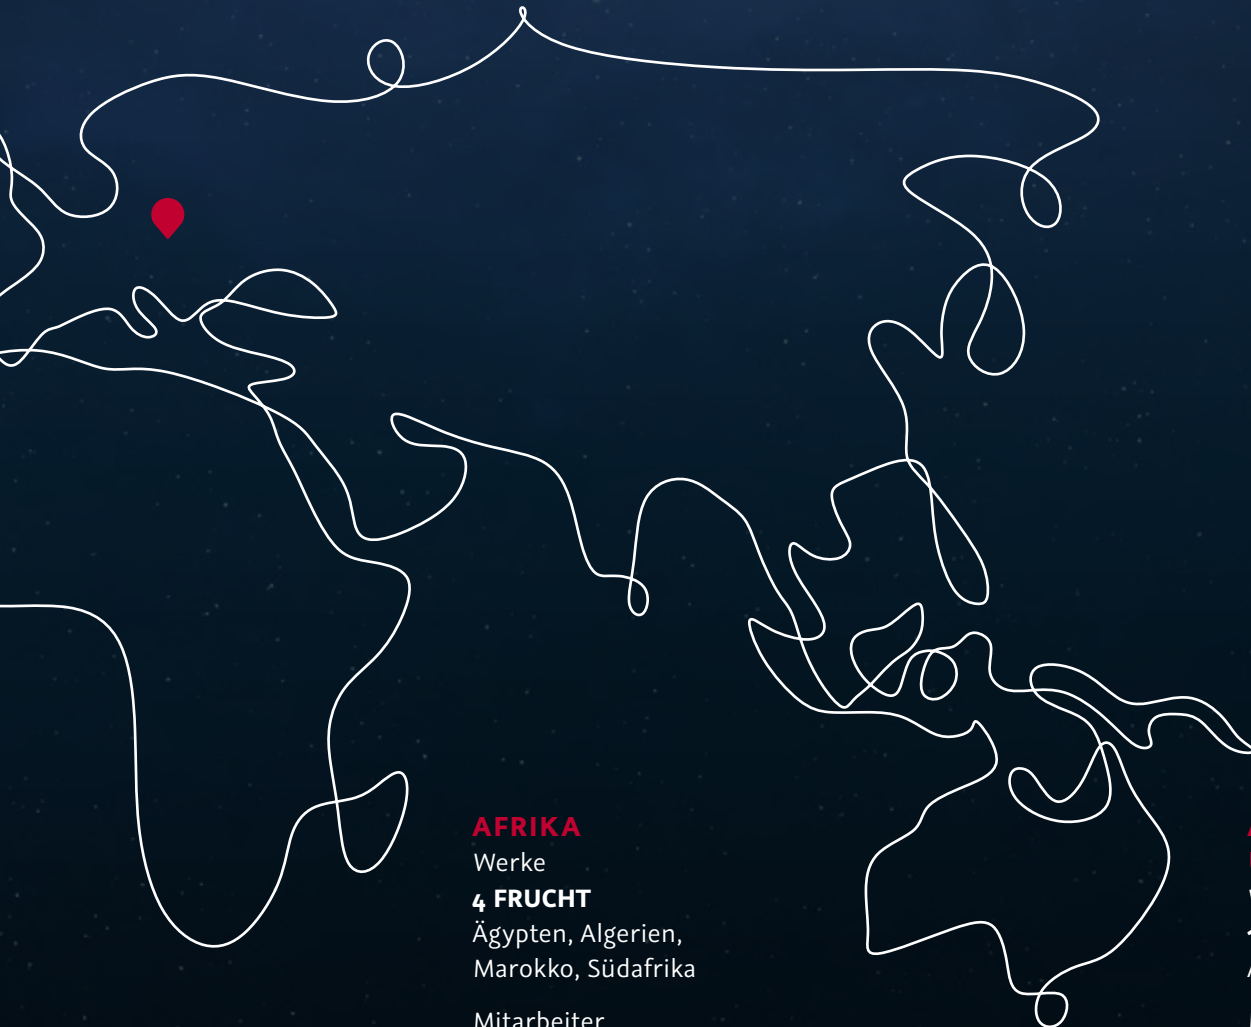 AFRIKA
Werke
4 FRUCHT
Ägypten, Algerien,
Marokko, Südafrika
Mitarbeiter